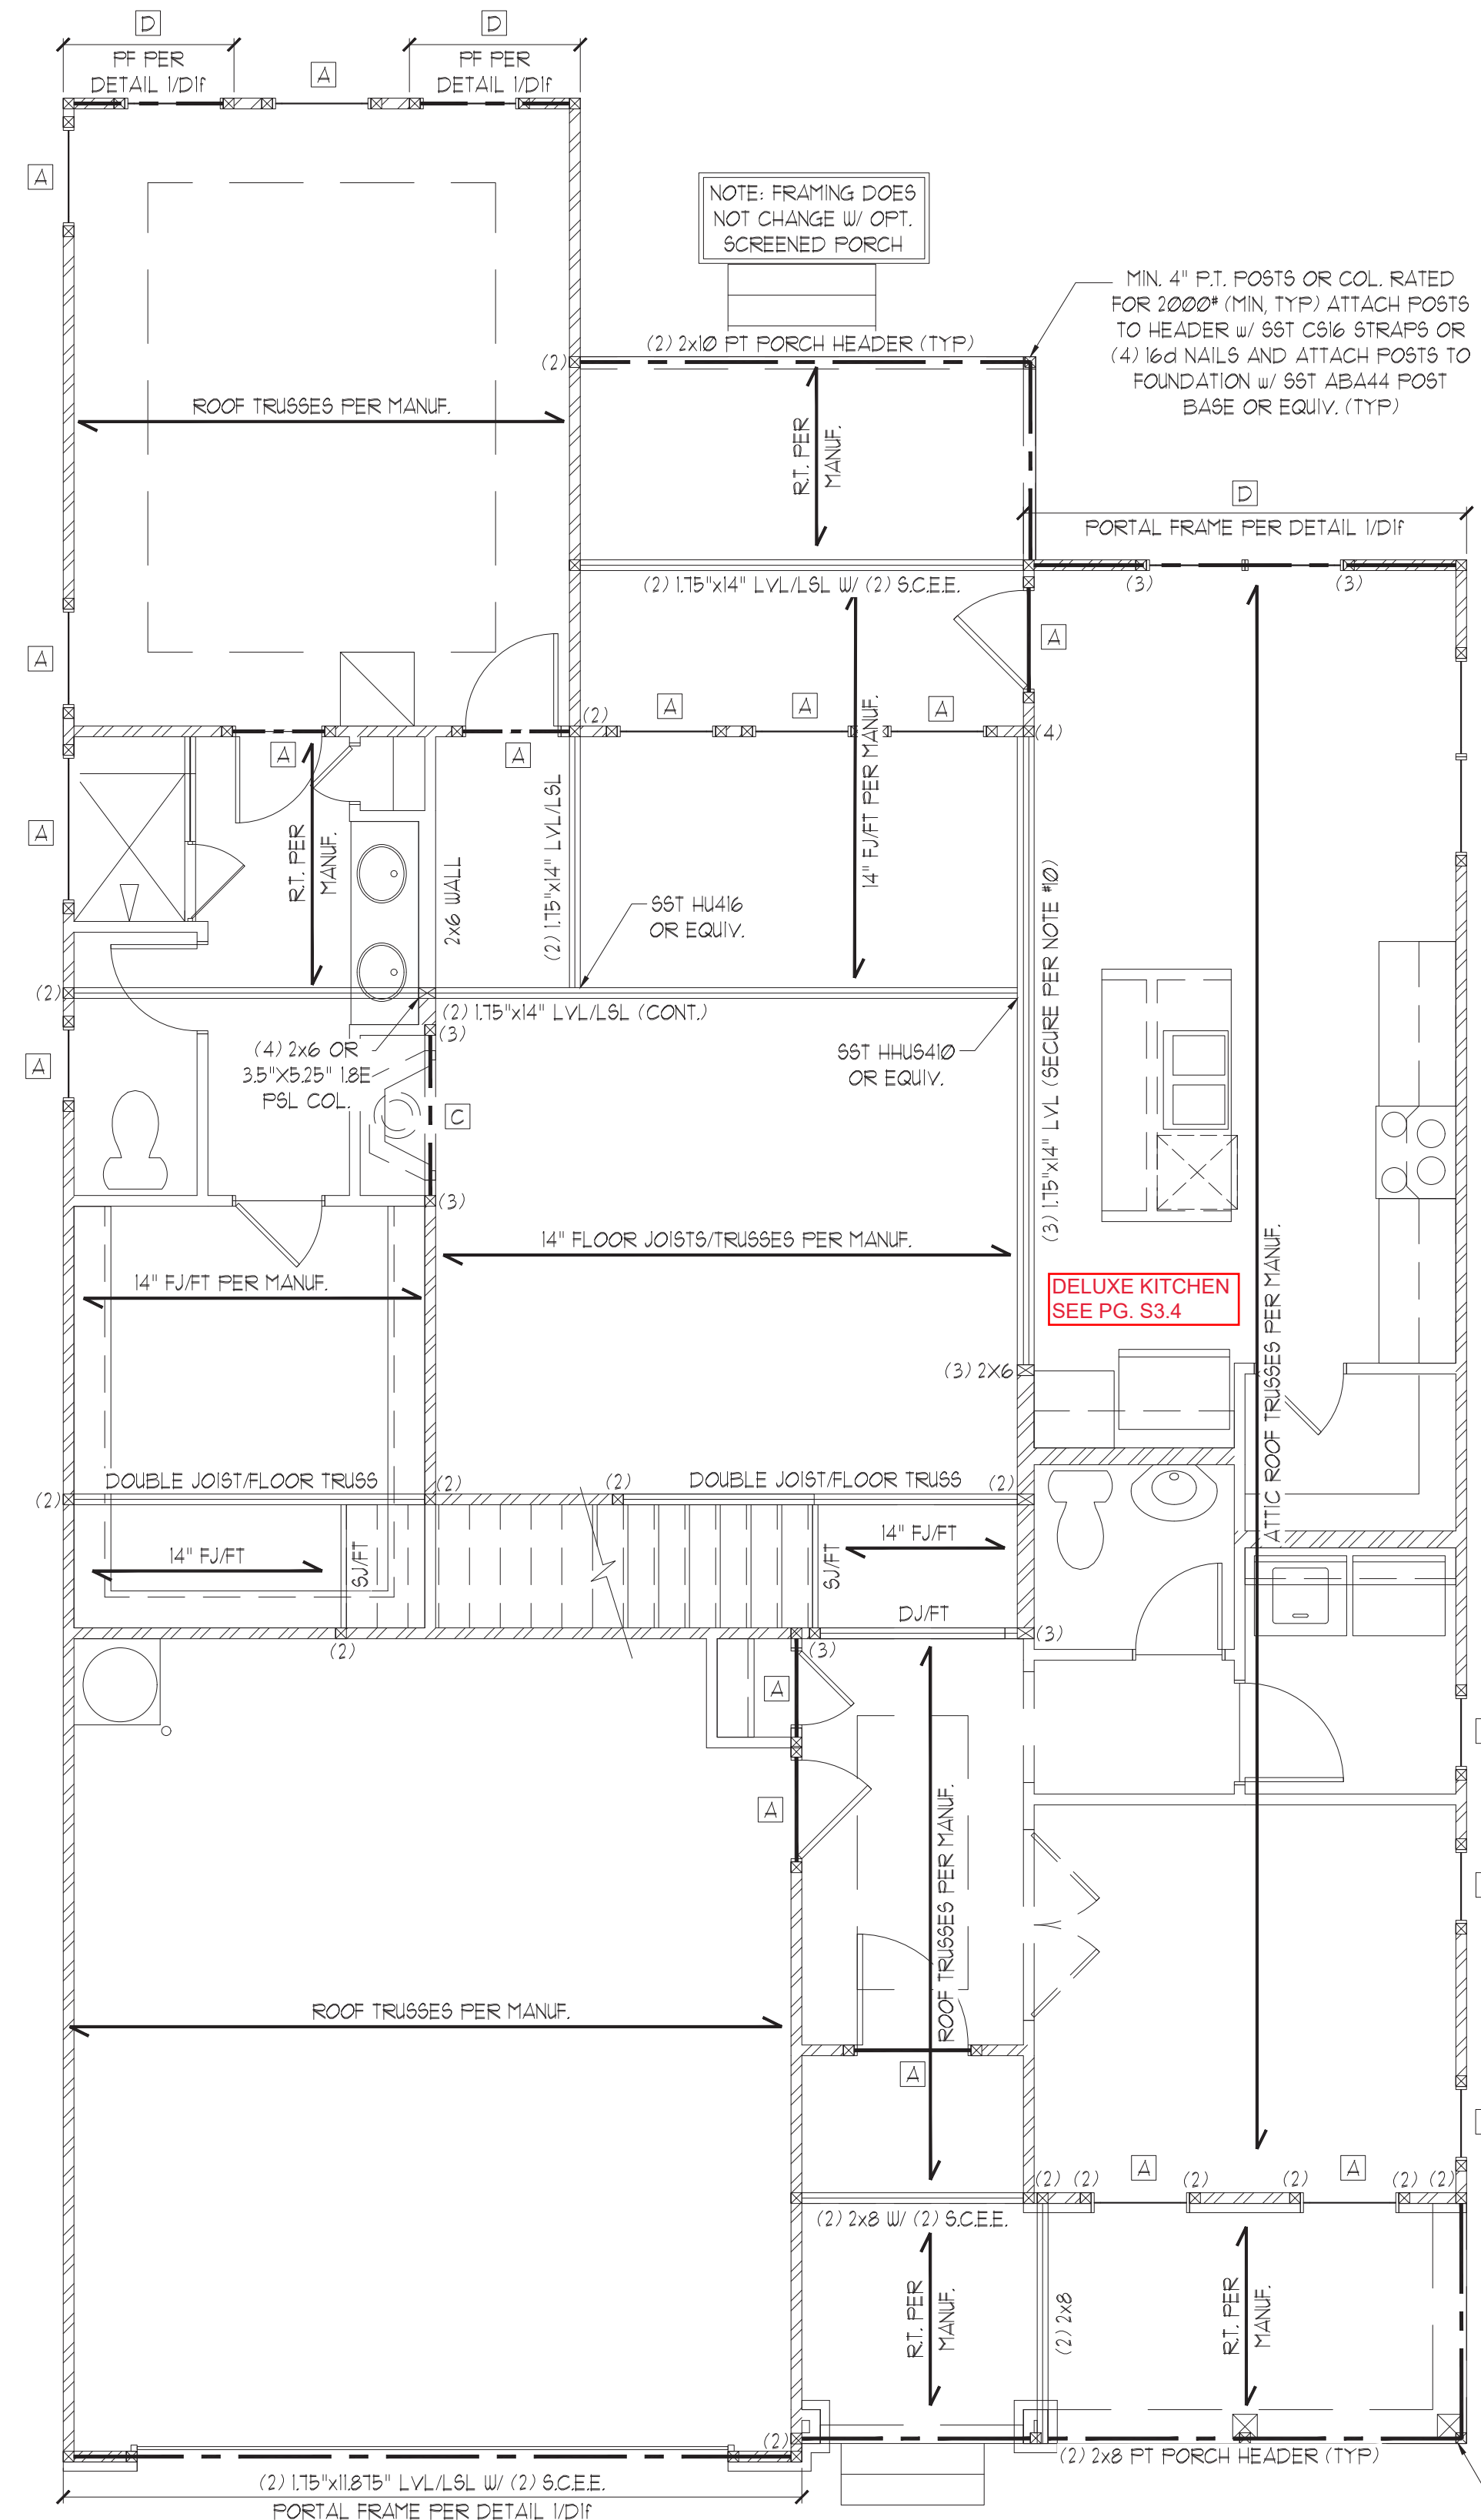 D
D
PF PER
DETAIL 1/D1f
PF PER
DETAIL 1/D1f
A
A
NOTE: FRAMING DOES
NOT CHANGE W/ OPT.
SCREENED PORCH
MIN. 4" P.T. POSTS OR COL. RATED
FOR 2000# (MIN, TYP) ATTACH POSTS
TO HEADER w/ SST CS16 STRAPS OR
(4) 16d NAILS AND ATTACH POSTS TO
FOUNDATION w/ SST ABA44 POST
BASE OR EQUIV. (TYP)
(2) 2x10 PT PORCH HEADER (TYP)
(2)
ROOF TRUSSES PER MANUF.
R.T. PER
MANUF.
D
PORTAL FRAME PER DETAIL 1/D1f
(2) 1.75"x14" LVL/LSL W/ (2) S.C.E.E.
(3)
(3)
A
A
(2)
A
A
A
(4)
A
A
A
R.T. PER
MANUF.
2x6 WALL
(2) 1.75"x14" LVL/LSL
14" FJ/FT PER MANUF.
SST HU416
OR EQUIV.
(3) 1.75"x14" LVL (SECURE PER NOTE #10)
(2)
(2) 1.75"x14" LVL/LSL (CONT.)
(3)
(4) 2x6 OR
3.5"X5.25" 1.8E
PSL COL.
SST HHUS410
OR EQUIV.
A
C
(3)
14" FLOOR JOISTS/TRUSSES PER MANUF.
14" FJ/FT PER MANUF.
DELUXE KITCHEN
SEE PG. S3.4
ATTIC ROOF TRUSSES PER MANUF.
(3) 2X6
DOUBLE JOIST/FLOOR TRUSS
(2)
(2)
(2)
DOUBLE JOIST/FLOOR TRUSS
(2)
14" FJ/FT
SJ/FT
SJ/FT
14" FJ/FT
DJ/FT
(2)
(3)
(3)
A
A
ROOF TRUSSES PER MANUF.
ROOF TRUSSES PER MANUF.
A
(2)
(2)
A
(2)
(2)
A
(2)
(2)
(2) 2x8 W/ (2) S.C.E.E.
R.T. PER
MANUF.
(2) 2x8
R.T. PER
MANUF.
(2)
(2) 2x8 PT PORCH HEADER (TYP)
(2) 1.75"x11.875" LVL/LSL W/ (2) S.C.E.E.
PORTAL FRAME PER DETAIL 1/D1f